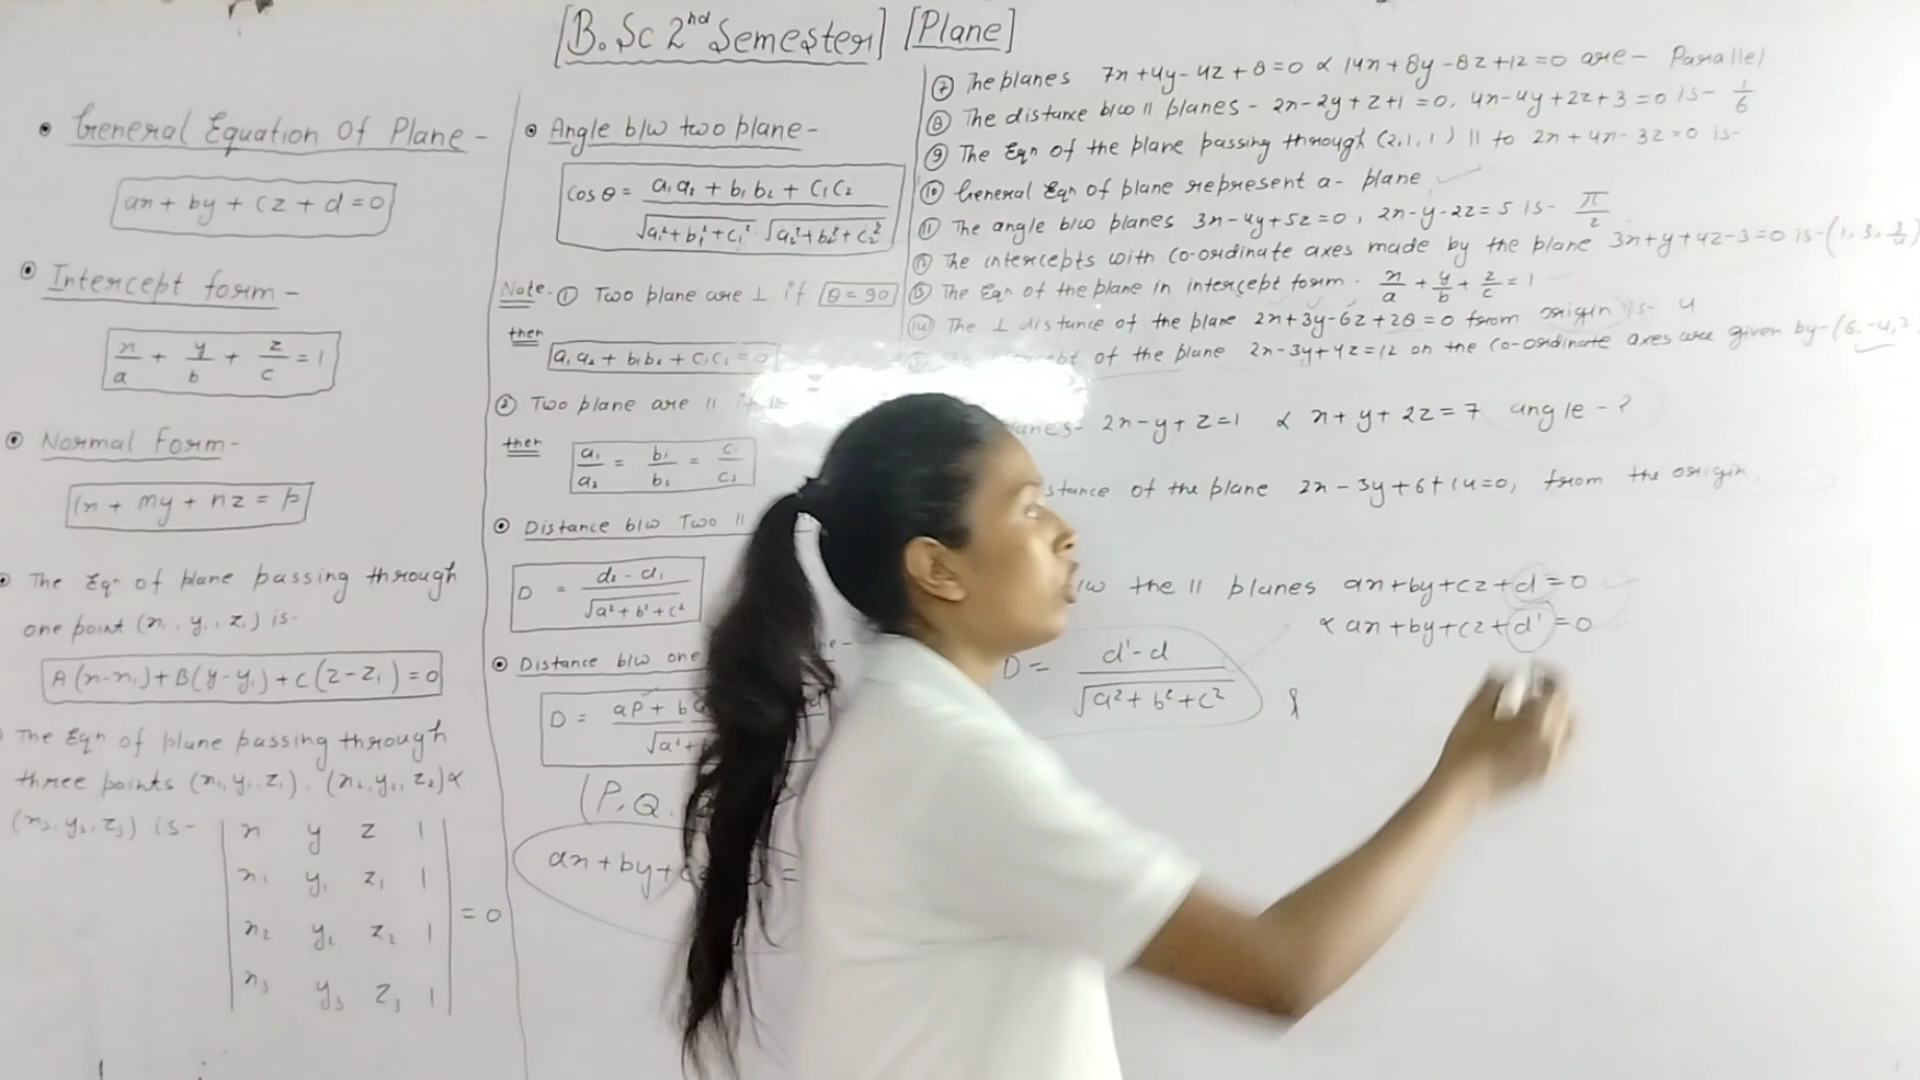 [B.Sc 2nd Semester] [Plane]
• General Equation Of Plane -
ax + by + cz + d = 0
Intercept form -
x/a + y/b + z/c = 1
Normal Form -
lx + my + nz = p
The Eqn of plane passing through
one point (x1, y1, z1) is-
A(x-x1) + B(y-y1) + C(z-z1) = 0
The Eqn of plane passing through
three points (x1, y1, z1), (x2, y2, z2) &
(x3, y3, z3) is-
x y z 1
x1 y1 z1 1
x2 y2 z2 1
x3 y3 z3 1
= 0
Angle b/w two plane -
cos θ = a1a2 + b1b2 + c1c2 / √a1²+b1²+c1² √a2²+b2²+c2²
Note- ① Two plane are ⊥ if θ = 90
then
a1a2 + b1b2 + c1c2 = 0
② Two plane are || if
then
a1/a2 = b1/b2 = c1/c2
Distance b/w Two ||
D = d2 - d1 / √a²+b²+c²
Distance b/w one
D = aP + b
(P, Q,
ax + by + cz d =
⑦ The planes 7x+4y-4z+8=0 & 14x+8y-8z+12=0 are - Parallel
⑧ The distance b/w || planes - 2x-2y+z+1=0, 4x-4y+2z+3=0 is- 1/6
⑨ The Eqn of the plane passing through (2,1,1) || to 2x+4x-3z=0 is-
⑩ General Eqn of plane represent a- plane
⑪ The angle b/w planes 3x-4y+5z=0, 2x-y-2z=5 is- π/2
⑫ The intercepts with Co-ordinate axes made by the plane 3x+y+4z-3=0 is-(1, 3, 3/4)
⑬ The Eqn of the plane in intercept form - x/a + y/b + z/c = 1
⑭ The ⊥ distance of the plane 2x+3y-6z+28=0 from origin is- 4
of the plane 2x-3y+4z=12 on the Co-ordinate axes are given by-(6,-4,3
2x-y+z=1 & x+y+2z=7 angle - ?
of the plane 2x-3y+6+14=0, from the origin
b/w the || planes ax+by+cz+d=0
& ax+by+cz+d'=0
D = d'-d / √a²+b²+c²